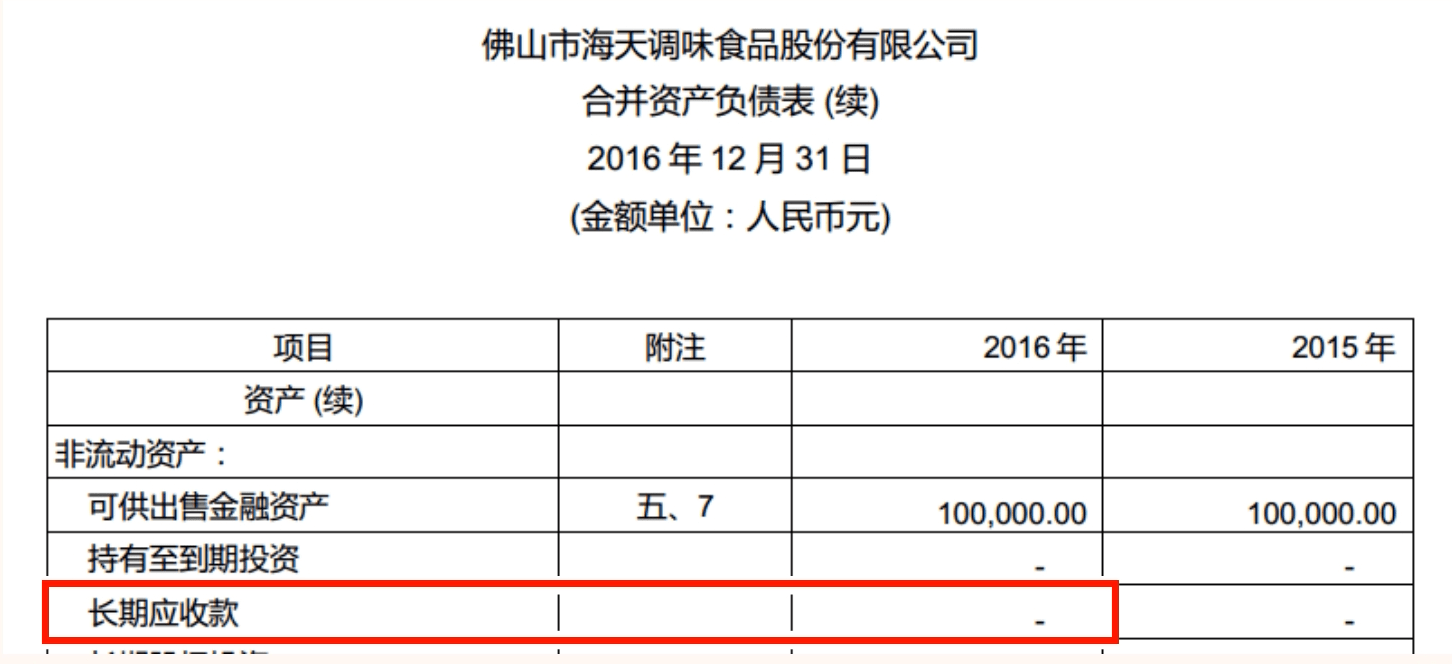 佛山市海天调味食品股份有限公司
合并资产负债表 (续)
2016 年 12 月 31 日
(金额单位：人民币元)
项目 附注 2016 年 2015 年
资产 (续)
非流动资产：
可供出售金融资产 五、7 100,000.00 100,000.00
持有至到期投资 - -
长期应收款 - -